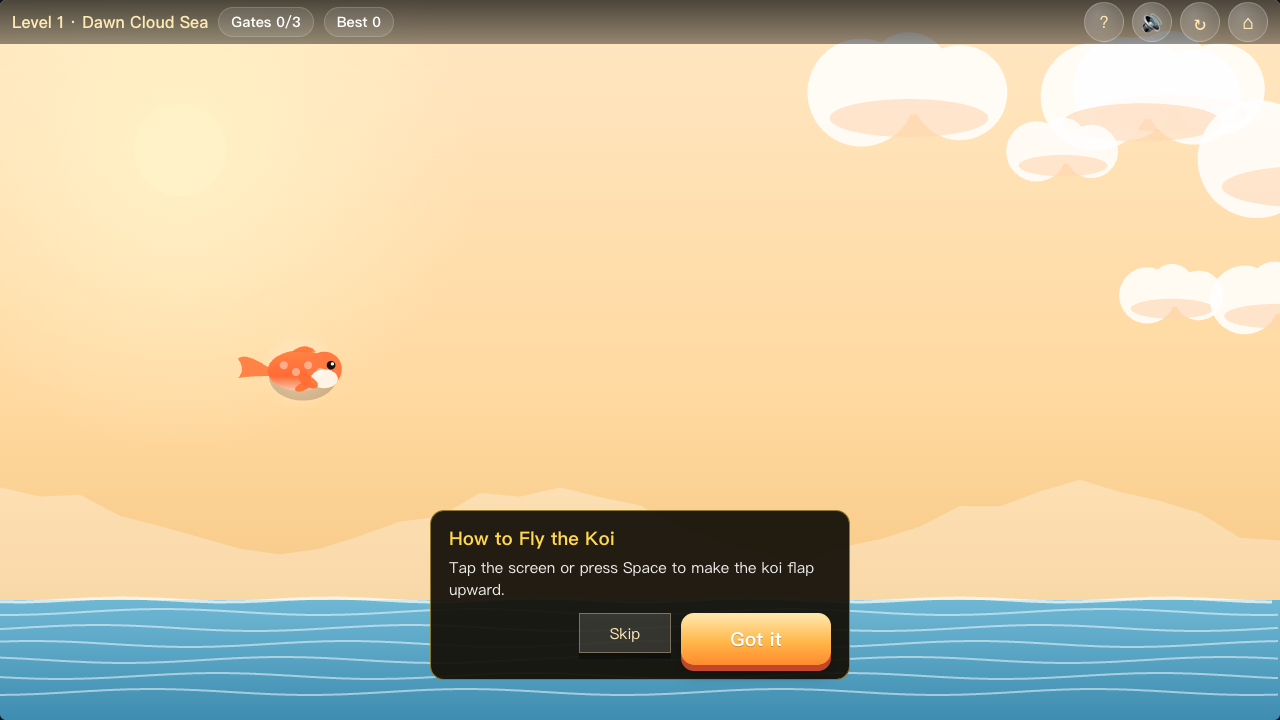 Level 1 · Dawn Cloud Sea
Gates 0/3
Best 0
?
How to Fly the Koi
Tap the screen or press Space to make the koi flap
upward.
Skip
Got it